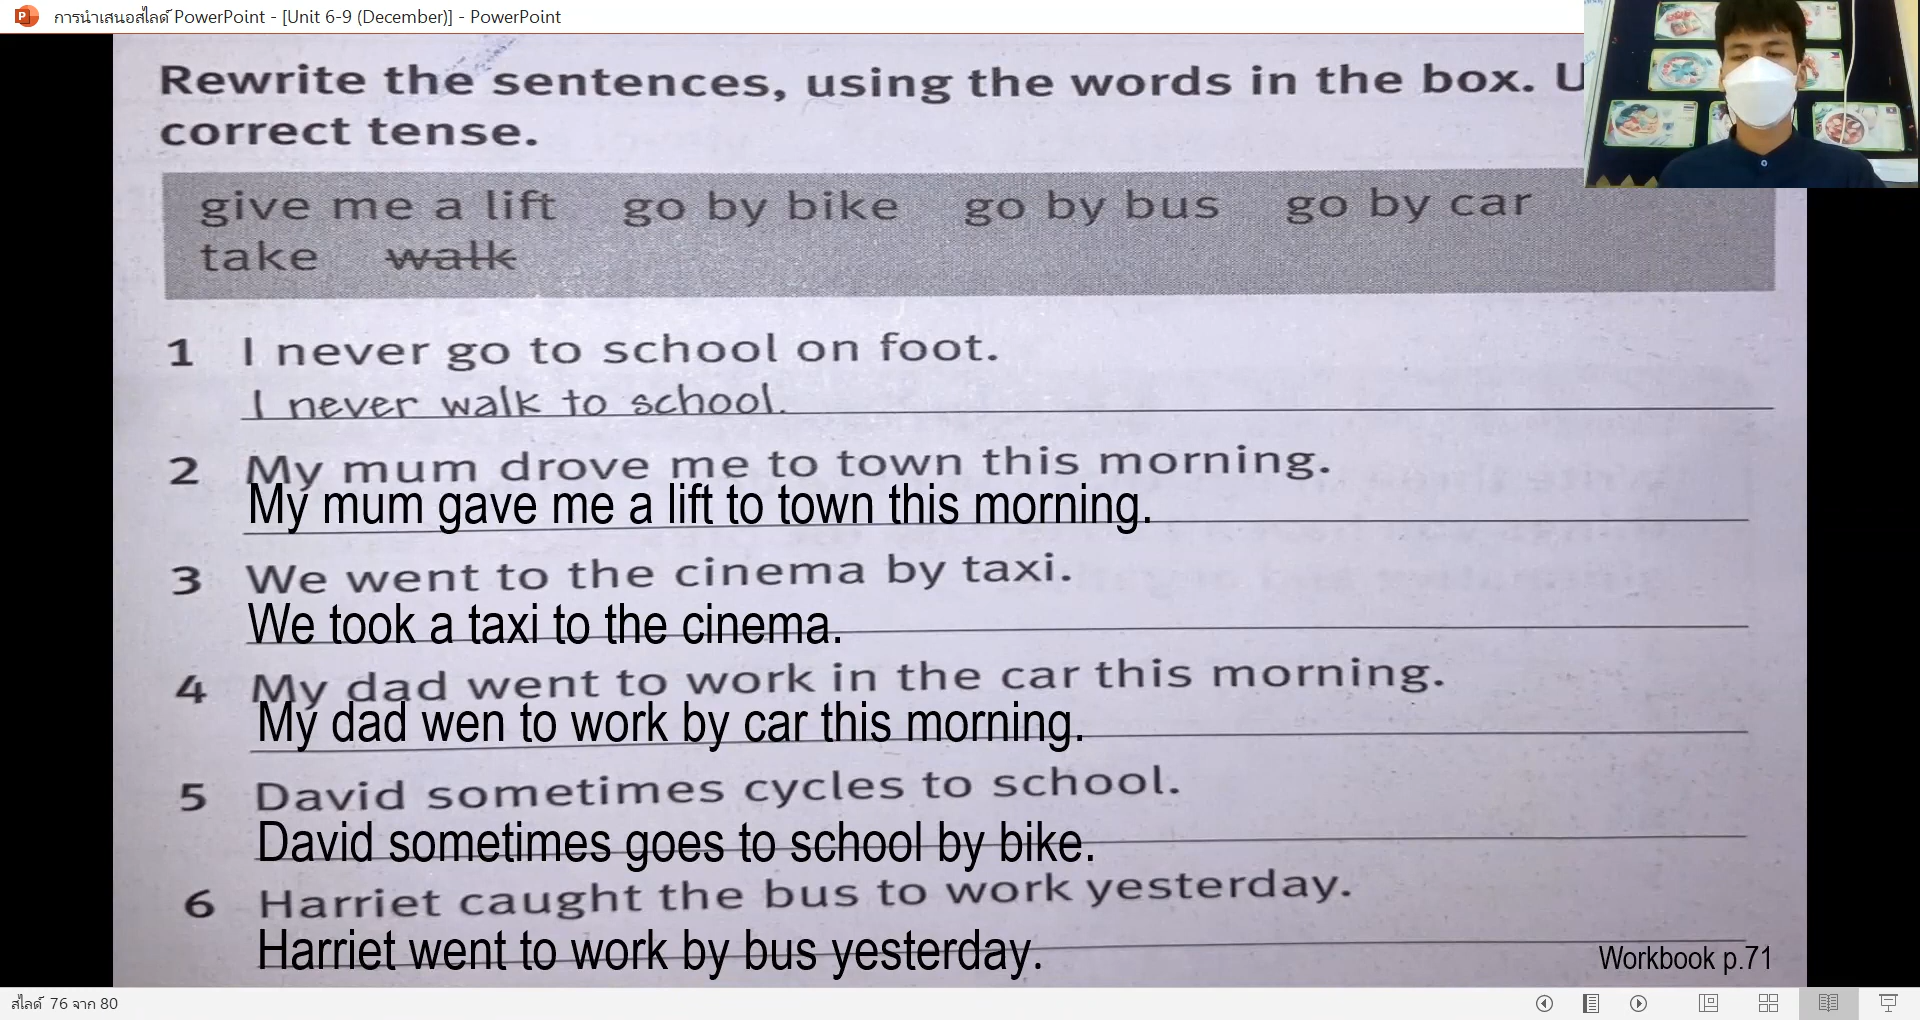 การนำเสนอสไลด์ PowerPoint - [Unit 6-9 (December)] - PowerPoint
Rewrite the sentences, using the words in the box. U
correct tense.
give me a lift go by bike go by bus go by car
take walk
1 I never go to school on foot.
I never walk to school.
2 My mum drove me to town this morning.
My mum gave me a lift to town this morning.
3 We went to the cinema by taxi.
We took a taxi to the cinema.
4 My dad went to work in the car this morning.
My dad wen to work by car this morning.
5 David sometimes cycles to school.
David sometimes goes to school by bike.
6 Harriet caught the bus to work yesterday.
Harriet went to work by bus yesterday.
Workbook p.71
สไลด์ 76 จาก 80